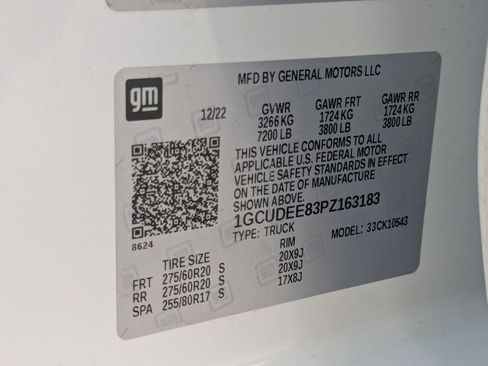 gm
MFD BY GENERAL MOTORS LLC
12/22
GVWR GAWR FRT GAWR RR
3266 KG 1724 KG 1724 KG
7200 LB 3800 LB 3800 LB
THIS VEHICLE CONFORMS TO ALL
APPLICABLE U.S. FEDERAL MOTOR
VEHICLE SAFETY STANDARDS IN EFFECT
ON THE DATE OF MANUFACTURE SHOWN ABOVE.
1GCUDEE83PZ163183
TYPE: TRUCK MODEL: 33CK10543
8624
TIRE SIZE RIM
FRT 275/60R20 S 20X9J
RR 275/60R20 S 20X9J
SPA 255/80R17 S 17X8J